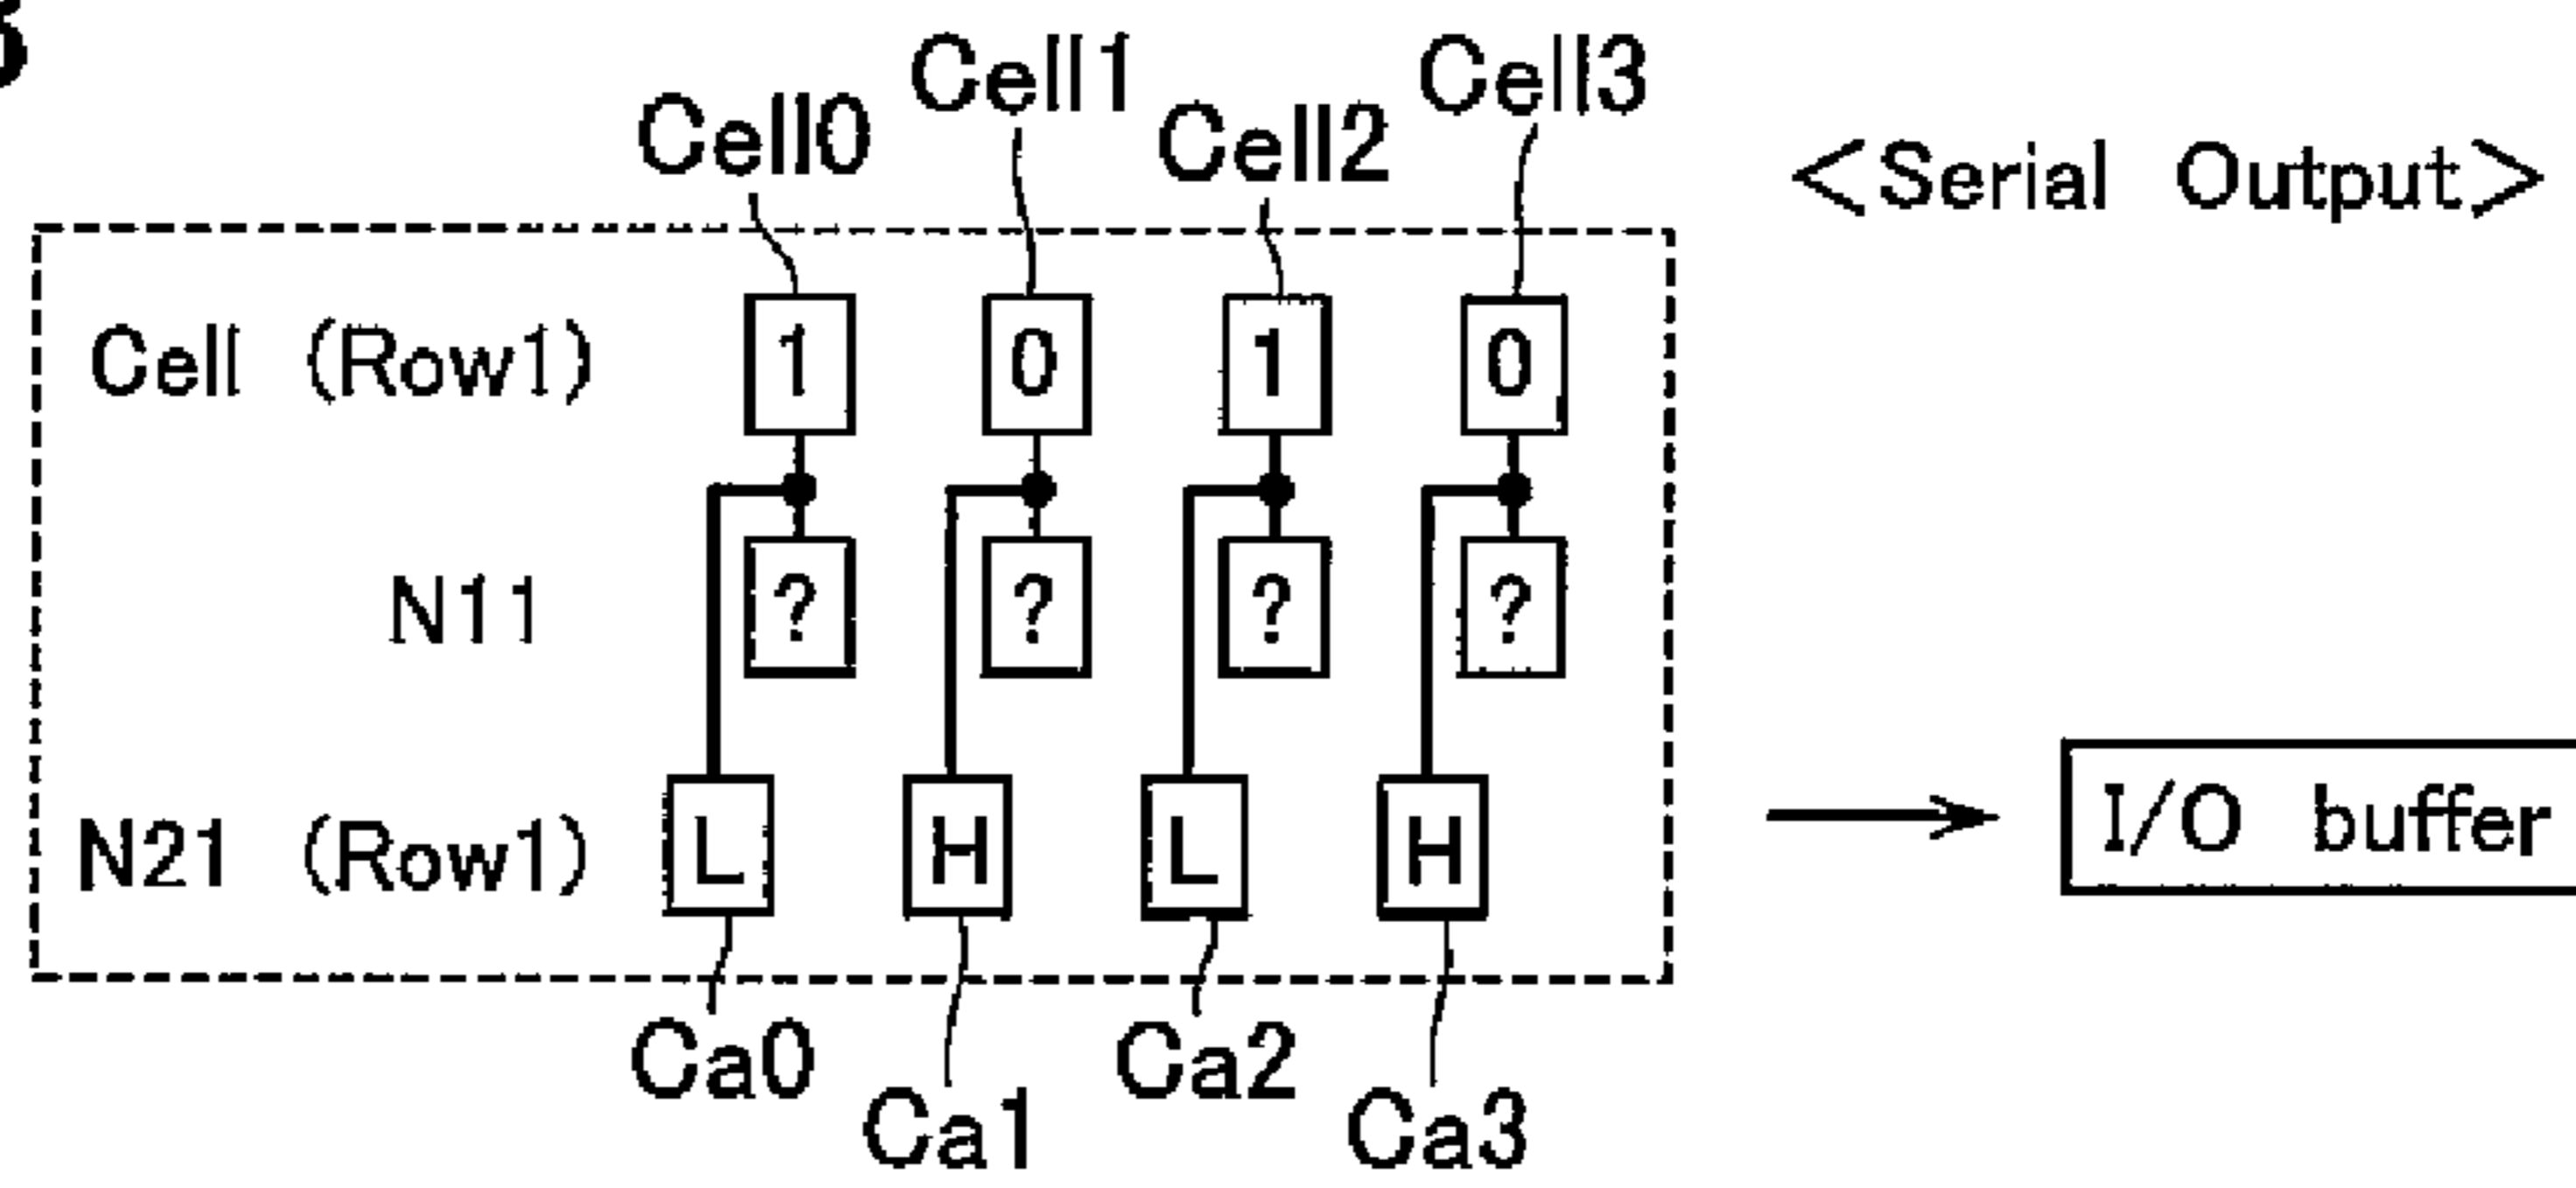 Cell0 Cell1 Cell2 Cell3
<Serial Output>
Cell (Row1) 1 0 1 0
N11 ? ? ? ?
N21 (Row1) L H L H
I/O buffer
Ca0 Ca1 Ca2 Ca3